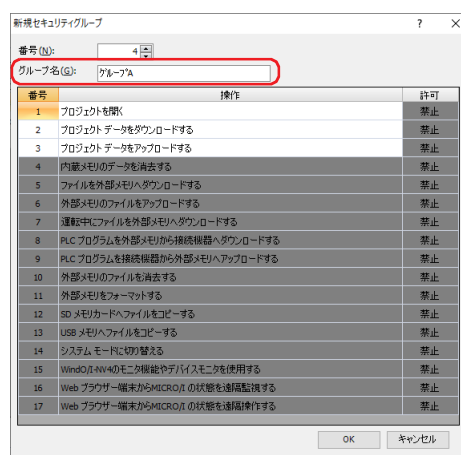 新規セキュリティグループ ? ×
番号(N): 4
グループ名(G): グループA
番号 操作 許可
1 プロジェクトを開く 禁止
2 プロジェクト データをダウンロードする 禁止
3 プロジェクト データをアップロードする 禁止
4 内蔵メモリのデータを消去する 禁止
5 ファイルを外部メモリへダウンロードする 禁止
6 外部メモリのファイルをアップロードする 禁止
7 運転中にファイルを外部メモリへダウンロードする 禁止
8 PLC プログラムを外部メモリから接続機器へダウンロードする 禁止
9 PLC プログラムを接続機器から外部メモリへアップロードする 禁止
10 外部メモリのファイルを消去する 禁止
11 外部メモリをフォーマットする 禁止
12 SD メモリカードへファイルをコピーする 禁止
13 USB メモリへファイルをコピーする 禁止
14 システム モードに切り替える 禁止
15 WindO/I-NV4のモニタ機能やデバイスモニタを使用する 禁止
16 Web ブラウザー端末からMICRO/I の状態を遠隔監視する 禁止
17 Web ブラウザー端末からMICRO/I の状態を遠隔操作する 禁止
OK キャンセル